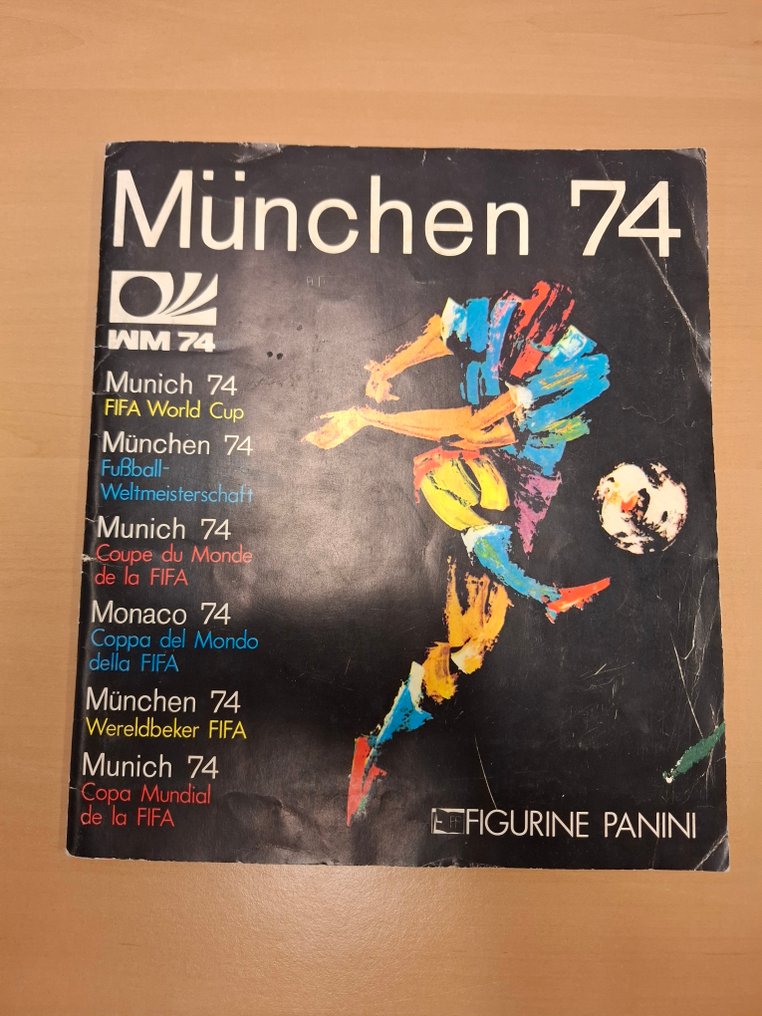 München 74
WM 74
Munich 74
FIFA World Cup
München 74
Fußball-
Weltmeisterschaft
Munich 74
Coupe du Monde
de la FIFA
Monaco 74
Coppa del Mondo
della FIFA
München 74
Wereldbeker FIFA
Munich 74
Copa Mundial
de la FIFA
FIGURINE PANINI